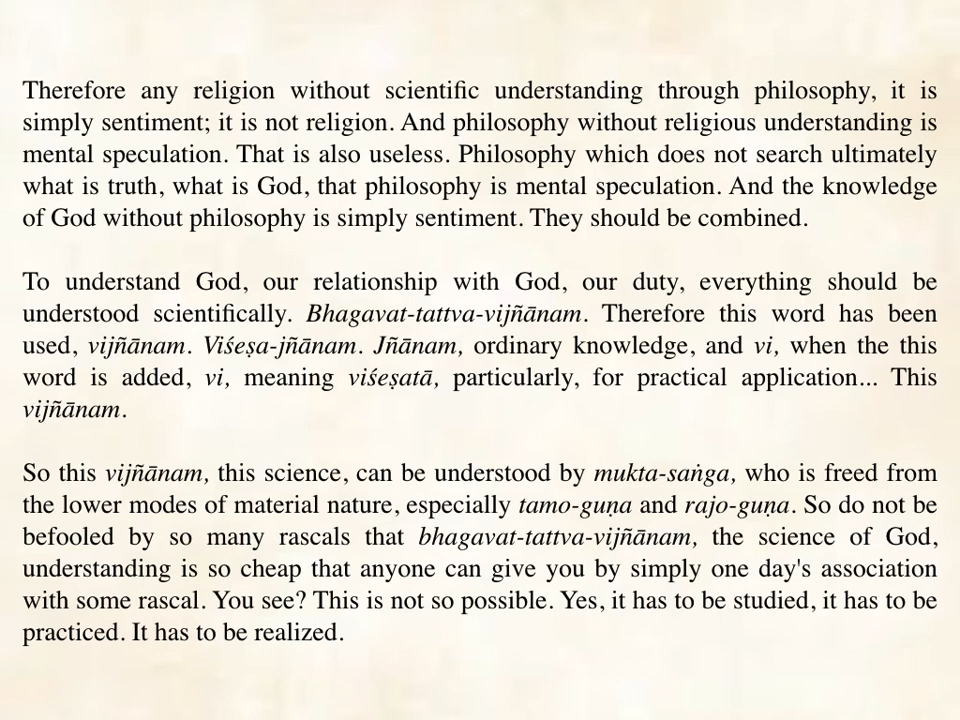 Therefore any religion without scientific understanding through philosophy, it is
simply sentiment; it is not religion. And philosophy without religious understanding is
mental speculation. That is also useless. Philosophy which does not search ultimately
what is truth, what is God, that philosophy is mental speculation. And the knowledge
of God without philosophy is simply sentiment. They should be combined.
To understand God, our relationship with God, our duty, everything should be
understood scientifically. Bhagavat-tattva-vijñānam. Therefore this word has been
used, vijñānam. Viśeṣa-jñānam. Jñānam, ordinary knowledge, and vi, when the this
word is added, vi, meaning viśeṣatā, particularly, for practical application... This
vijñānam.
So this vijñānam, this science, can be understood by mukta-saṅga, who is freed from
the lower modes of material nature, especially tamo-guṇa and rajo-guṇa. So do not be
befooled by so many rascals that bhagavat-tattva-vijñānam, the science of God,
understanding is so cheap that anyone can give you by simply one day's association
with some rascal. You see? This is not so possible. Yes, it has to be studied, it has to be
practiced. It has to be realized.